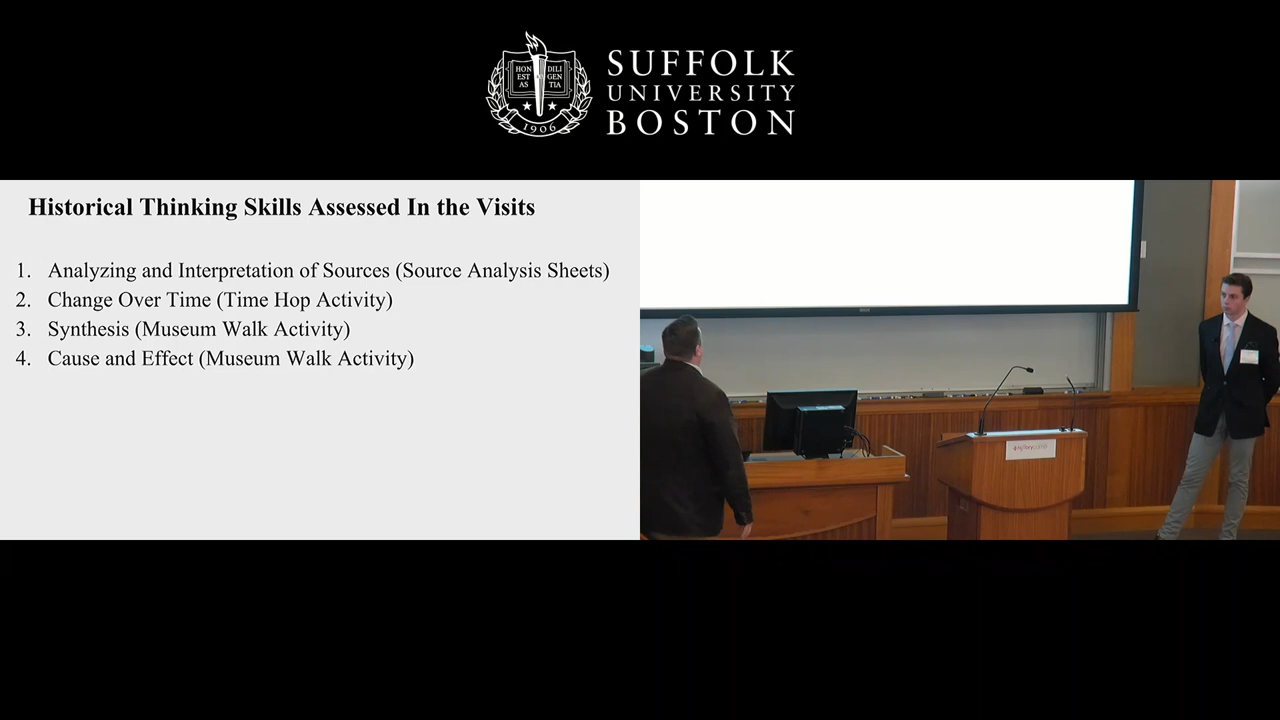 HON
EST
AS
DILI
GEN
TIA
1906
SUFFOLK
UNIVERSITY
BOSTON
Historical Thinking Skills Assessed In the Visits
1. Analyzing and Interpretation of Sources (Source Analysis Sheets)
2. Change Over Time (Time Hop Activity)
3. Synthesis (Museum Walk Activity)
4. Cause and Effect (Museum Walk Activity)